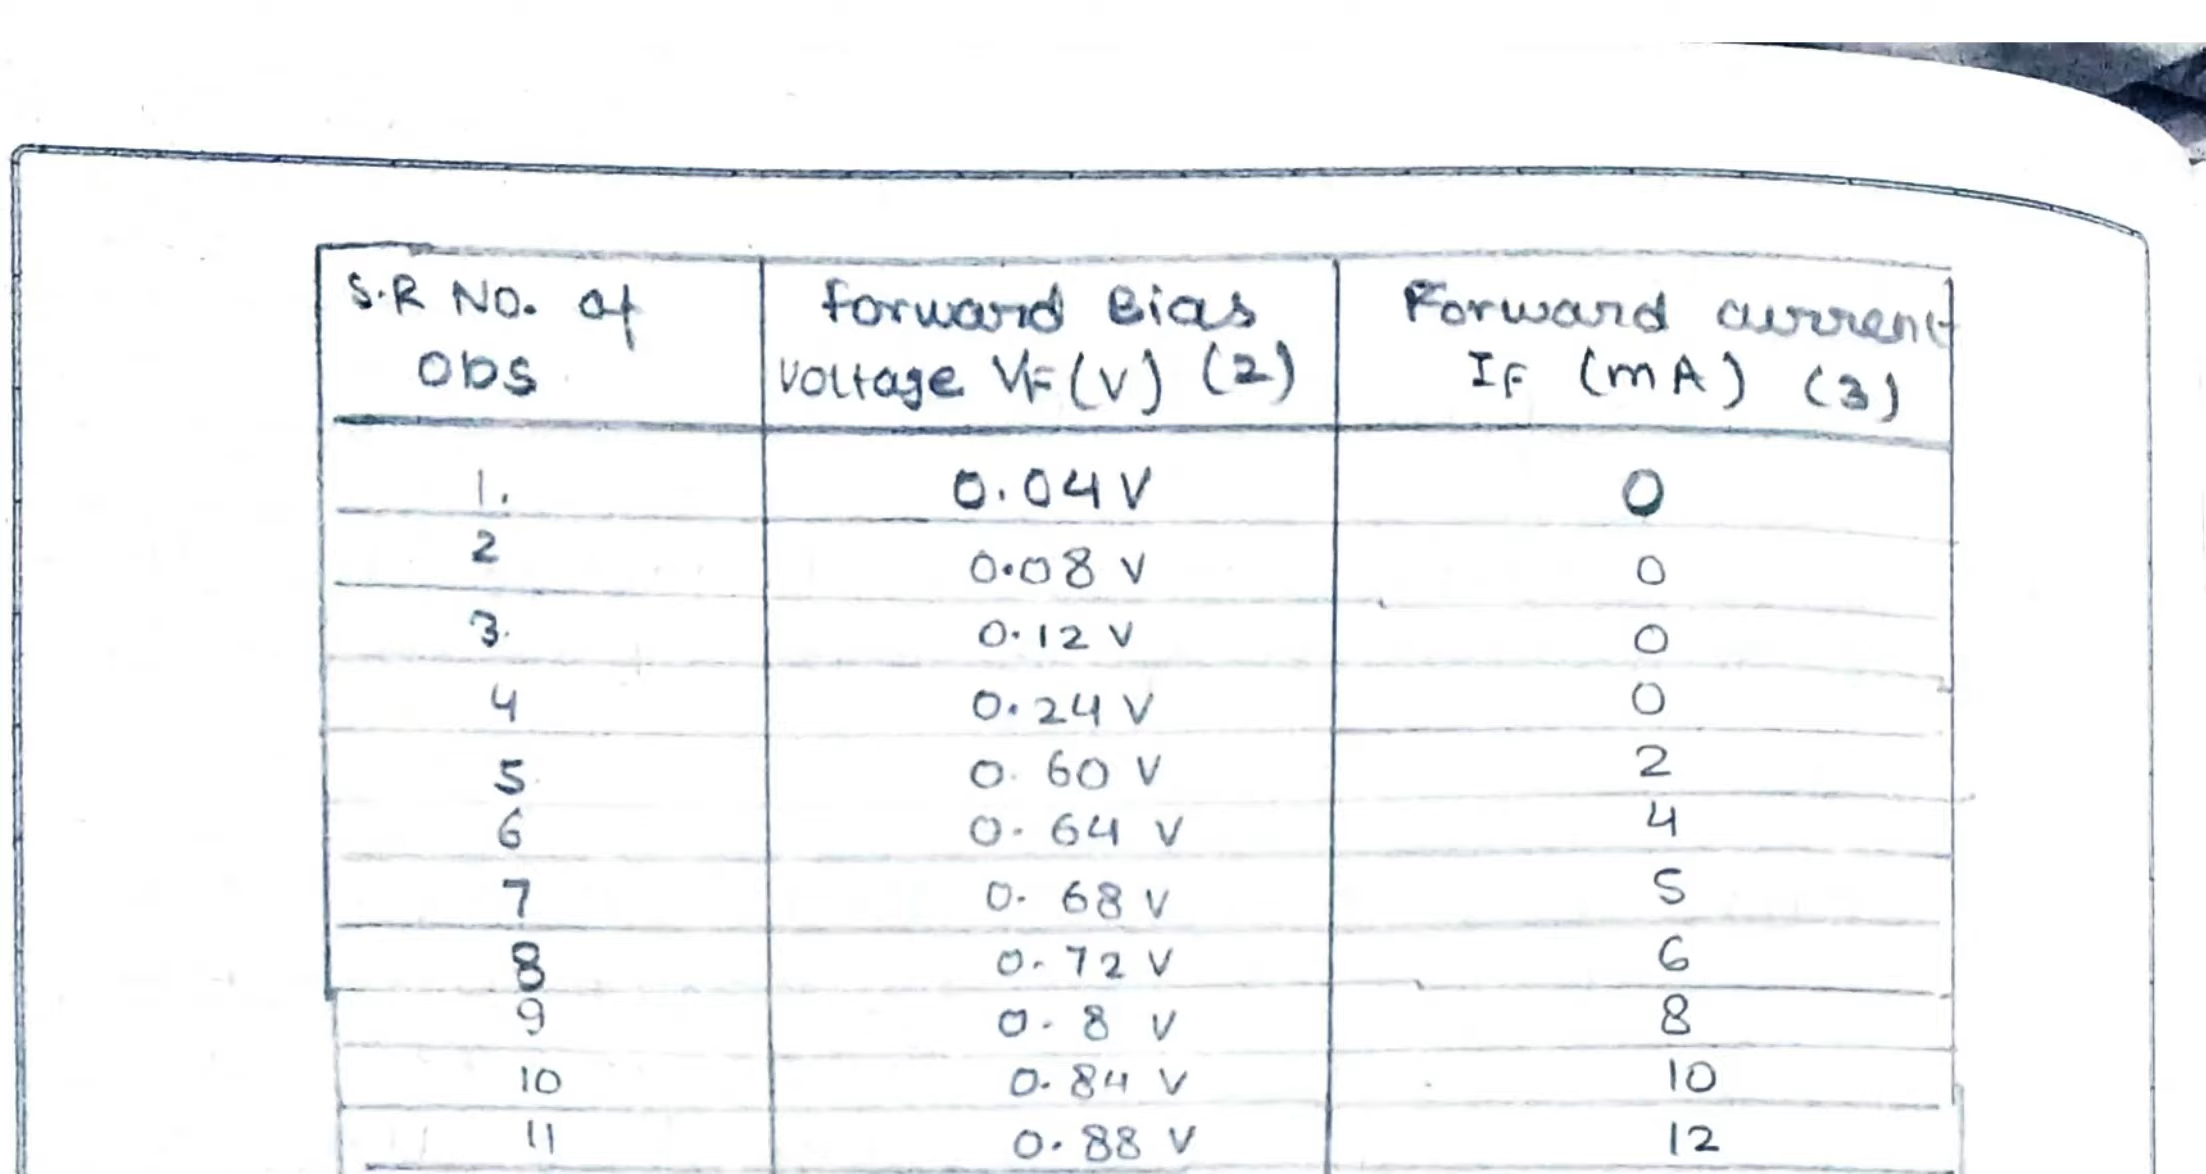 S.R NO. of
Obs
forward Bias
voltage VF(V) (2)
Forward current
IF (mA) (3)
1. 0.04 V 0
2 0.08 V 0
3. 0.12 V 0
4 0.24 V 0
5. 0.60 V 2
6 0.64 V 4
7 0.68 V 5
8 0.72 V 6
9 0.8 V 8
10 0.84 V 10
11 0.88 V 12